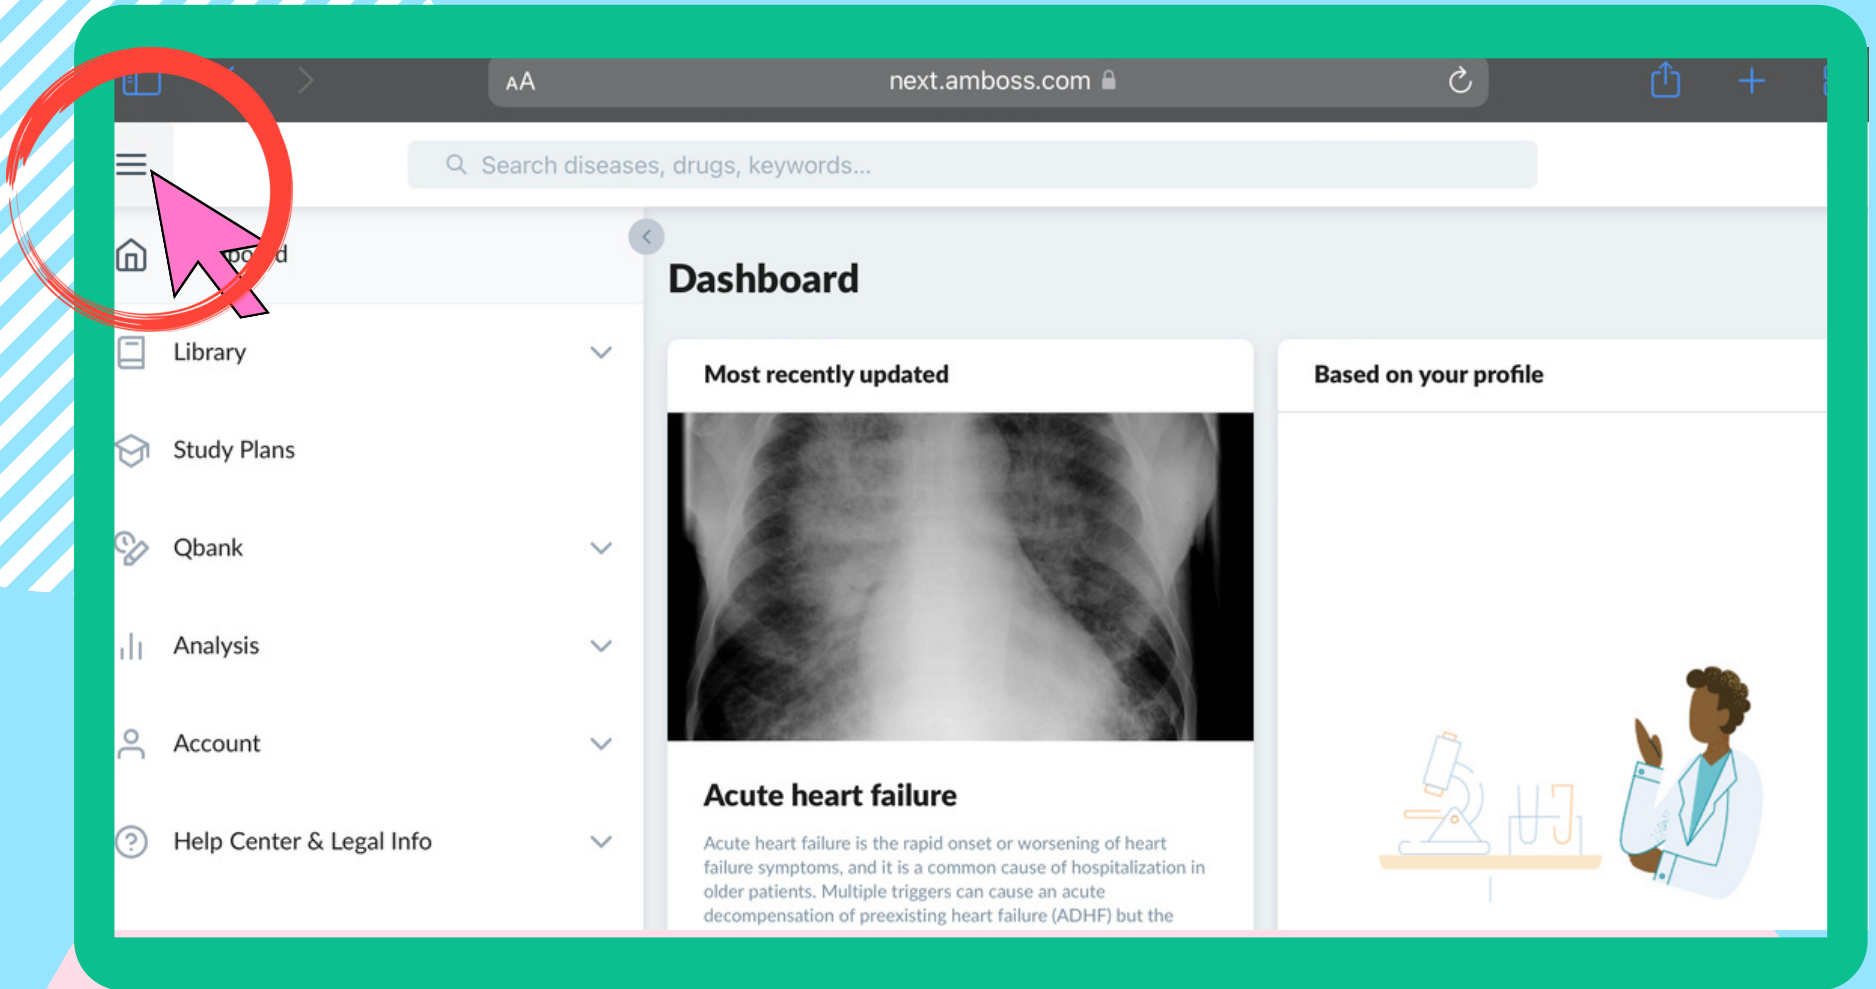 AA
next.amboss.com
Search diseases, drugs, keywords...
Library
Study Plans
Qbank
Analysis
Account
Help Center & Legal Info
Dashboard
Most recently updated
Acute heart failure
Acute heart failure is the rapid onset or worsening of heart
failure symptoms, and it is a common cause of hospitalization in
older patients. Multiple triggers can cause an acute
decompensation of preexisting heart failure (ADHF) but the
Based on your profile